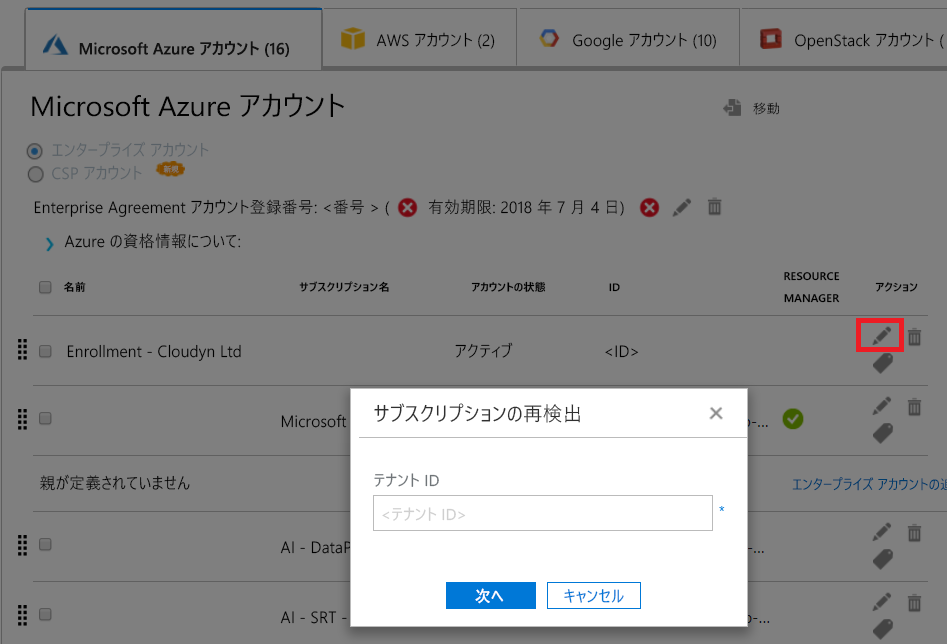 Microsoft Azure アカウント (16)
AWS アカウント (2)
Google アカウント (10)
OpenStack アカウント (
Microsoft Azure アカウント
移動
エンタープライズ アカウント
CSP アカウント
Enterprise Agreement アカウント登録番号: <番号 > ( 有効期限: 2018 年 7 月 4 日)
Azure の資格情報について:
名前
サブスクリプション名
アカウントの状態
ID
RESOURCE MANAGER
アクション
Enrollment - Cloudyn Ltd
アクティブ
<ID>
サブスクリプションの再検出
Microsoft
o-...
テナント ID
<テナント ID>
*
親が定義されていません
エンタープライズ アカウントの追
AI - DataP
-...
次へ
キャンセル
AI - SRT -
o-...